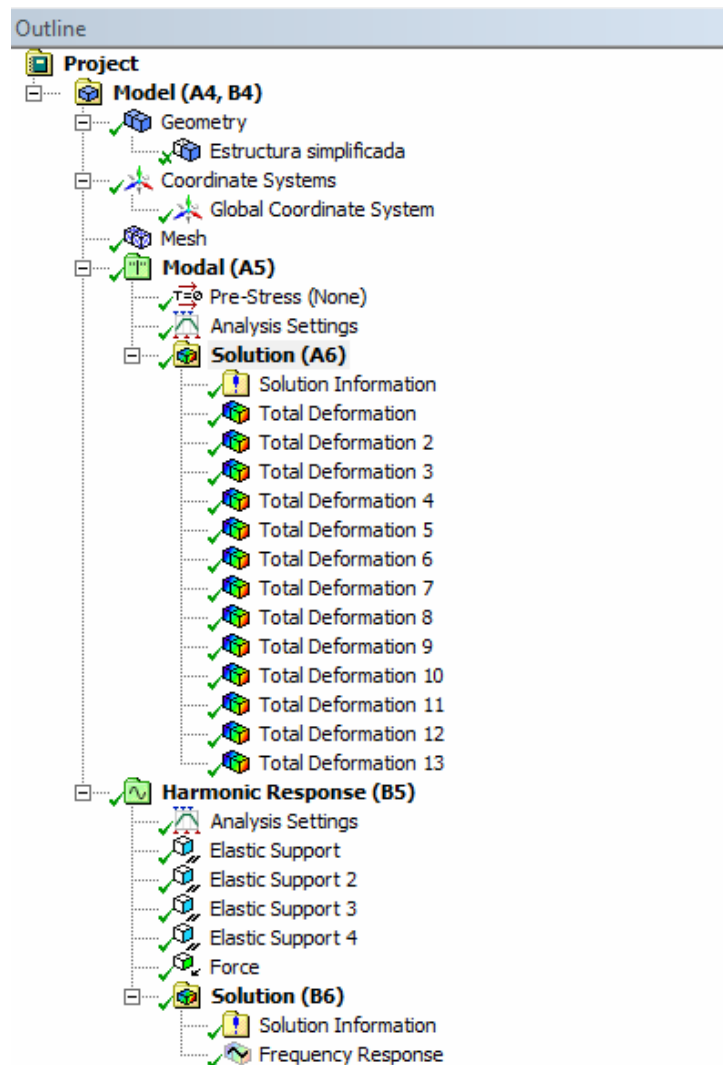 Outline
Project
Model (A4, B4)
Geometry
Estructura simplificada
Coordinate Systems
Global Coordinate System
Mesh
Modal (A5)
T=0 Pre-Stress (None)
Analysis Settings
Solution (A6)
Solution Information
Total Deformation
Total Deformation 2
Total Deformation 3
Total Deformation 4
Total Deformation 5
Total Deformation 6
Total Deformation 7
Total Deformation 8
Total Deformation 9
Total Deformation 10
Total Deformation 11
Total Deformation 12
Total Deformation 13
Harmonic Response (B5)
Analysis Settings
Elastic Support
Elastic Support 2
Elastic Support 3
Elastic Support 4
Force
Solution (B6)
Solution Information
Frequency Response